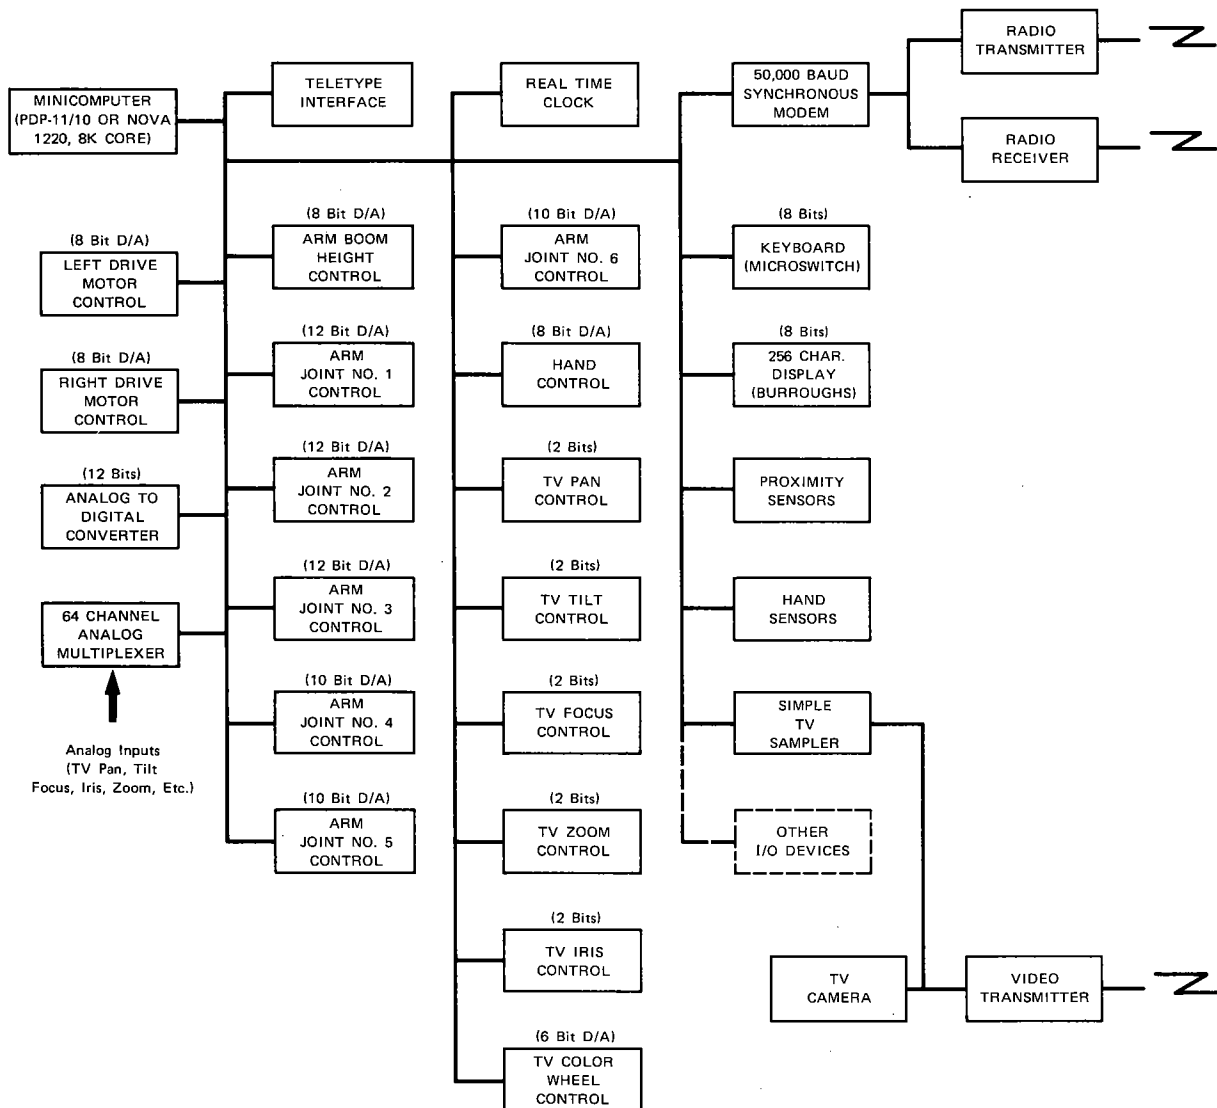 MINICOMPUTER
(PDP-11/10 OR NOVA
1220, 8K CORE)
(8 Bit D/A)
LEFT DRIVE
MOTOR
CONTROL
(8 Bit D/A)
RIGHT DRIVE
MOTOR
CONTROL
(12 Bits)
ANALOG TO
DIGITAL
CONVERTER
64 CHANNEL
ANALOG
MULTIPLEXER
Analog Inputs
(TV Pan, Tilt
Focus, Iris, Zoom, Etc.)
TELETYPE
INTERFACE
(8 Bit D/A)
ARM BOOM
HEIGHT
CONTROL
(12 Bit D/A)
ARM
JOINT NO. 1
CONTROL
(12 Bit D/A)
ARM
JOINT NO. 2
CONTROL
(12 Bit D/A)
ARM
JOINT NO. 3
CONTROL
(10 Bit D/A)
ARM
JOINT NO. 4
CONTROL
(10 Bit D/A)
ARM
JOINT NO. 5
CONTROL
REAL TIME
CLOCK
(10 Bit D/A)
ARM
JOINT NO. 6
CONTROL
(8 Bit D/A)
HAND
CONTROL
(2 Bits)
TV PAN
CONTROL
(2 Bits)
TV TILT
CONTROL
(2 Bits)
TV FOCUS
CONTROL
(2 Bits)
TV ZOOM
CONTROL
(2 Bits)
TV IRIS
CONTROL
(6 Bit D/A)
TV COLOR
WHEEL
CONTROL
50,000 BAUD
SYNCHRONOUS
MODEM
(8 Bits)
KEYBOARD
(MICROSWITCH)
(8 Bits)
256 CHAR.
DISPLAY
(BURROUGHS)
PROXIMITY
SENSORS
HAND
SENSORS
SIMPLE
TV
SAMPLER
OTHER
I/O DEVICES
RADIO
TRANSMITTER
RADIO
RECEIVER
TV
CAMERA
VIDEO
TRANSMITTER